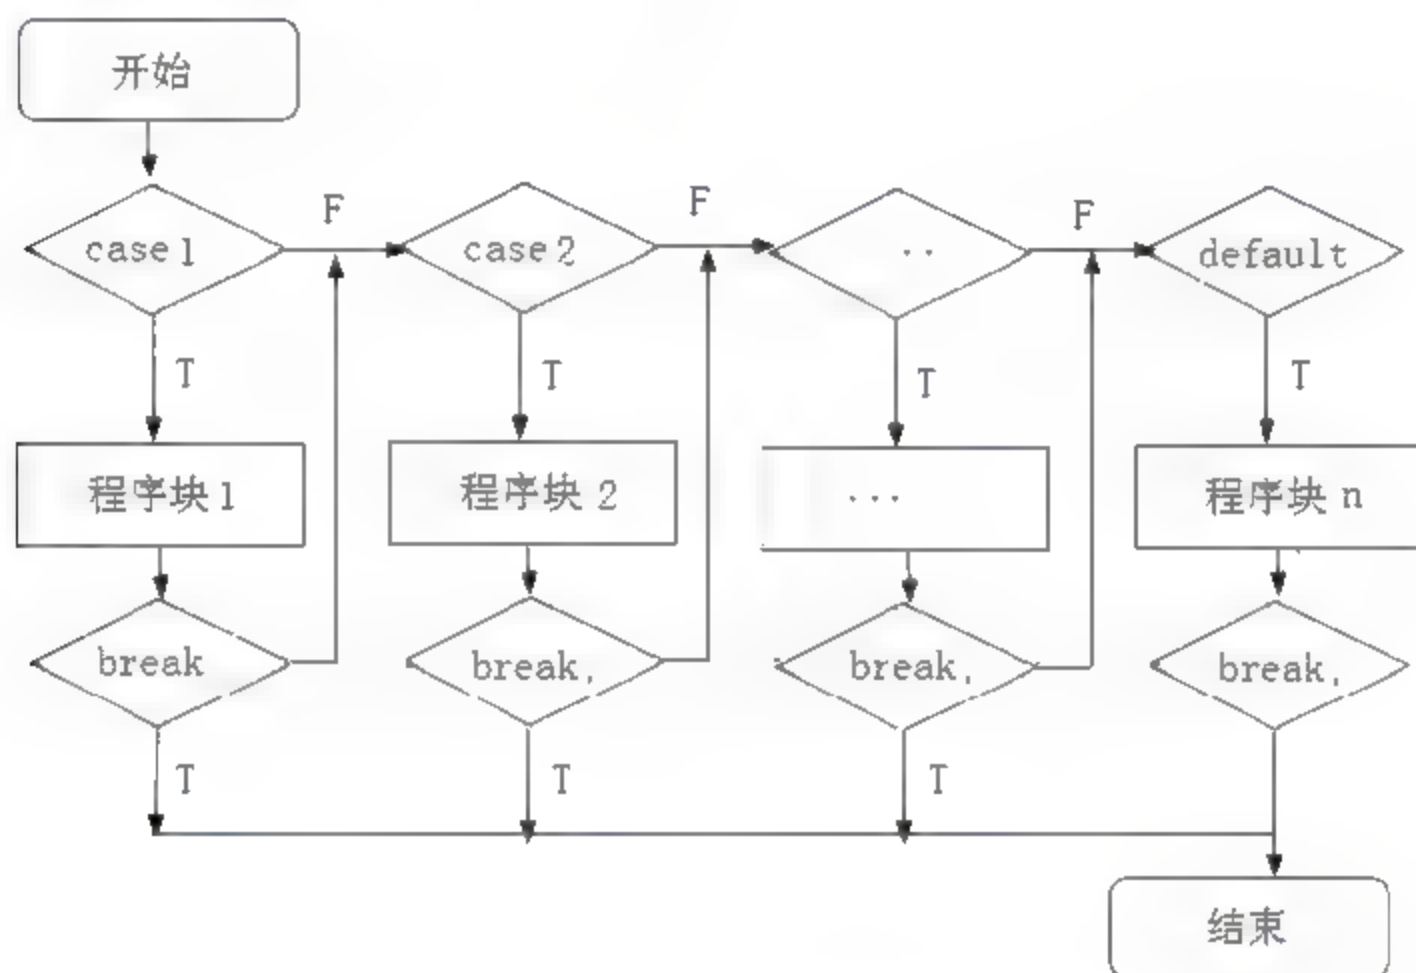 开始
F
F
F
case 1
case 2
..
default
T
T
T
T
程序块 1
程序块 2
...
程序块 n
break
break,
break,
break,
T
T
T
结束